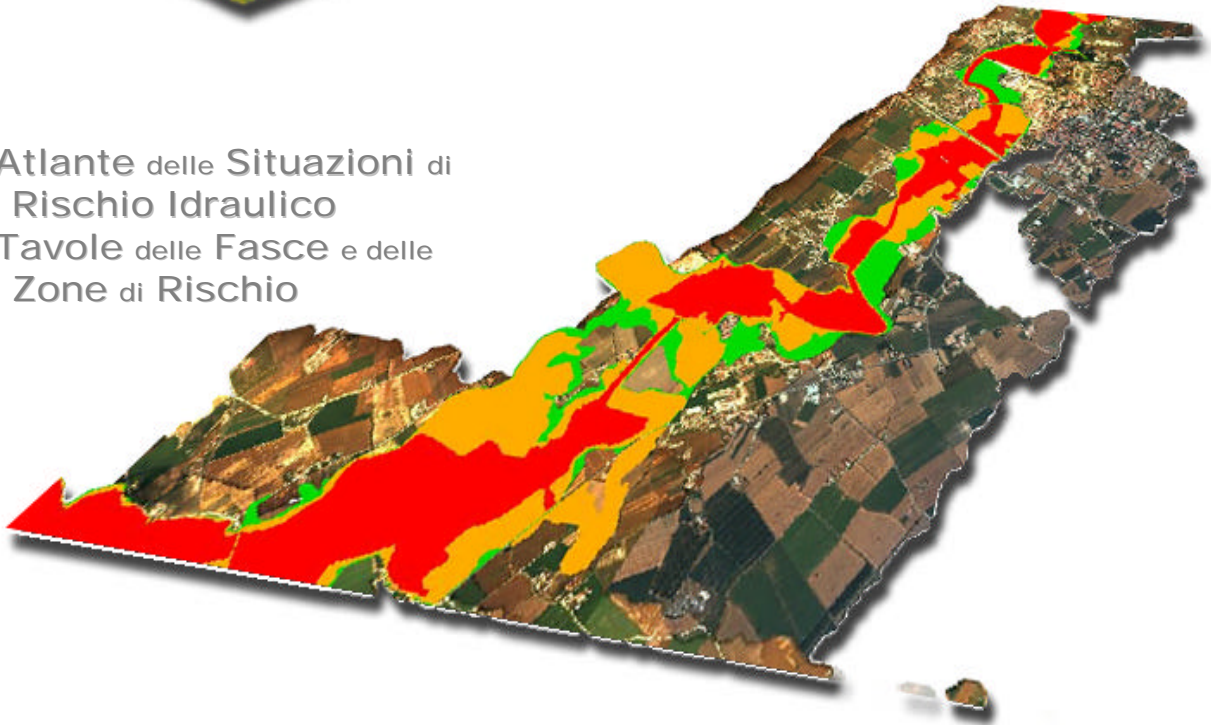 Atlante delle Situazioni di
Rischio Idraulico
Tavole delle Fasce e delle
Zone di Rischio